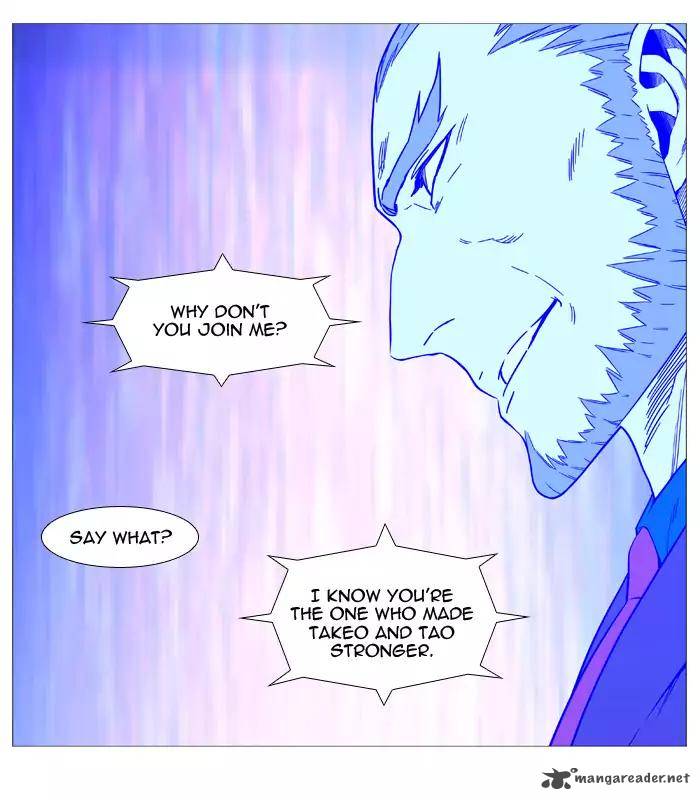 WHY DON'T
YOU JOIN ME?
SAY WHAT?
I KNOW YOU'RE
THE ONE WHO MADE
TAKEO AND TAO
STRONGER.
mangareader.net